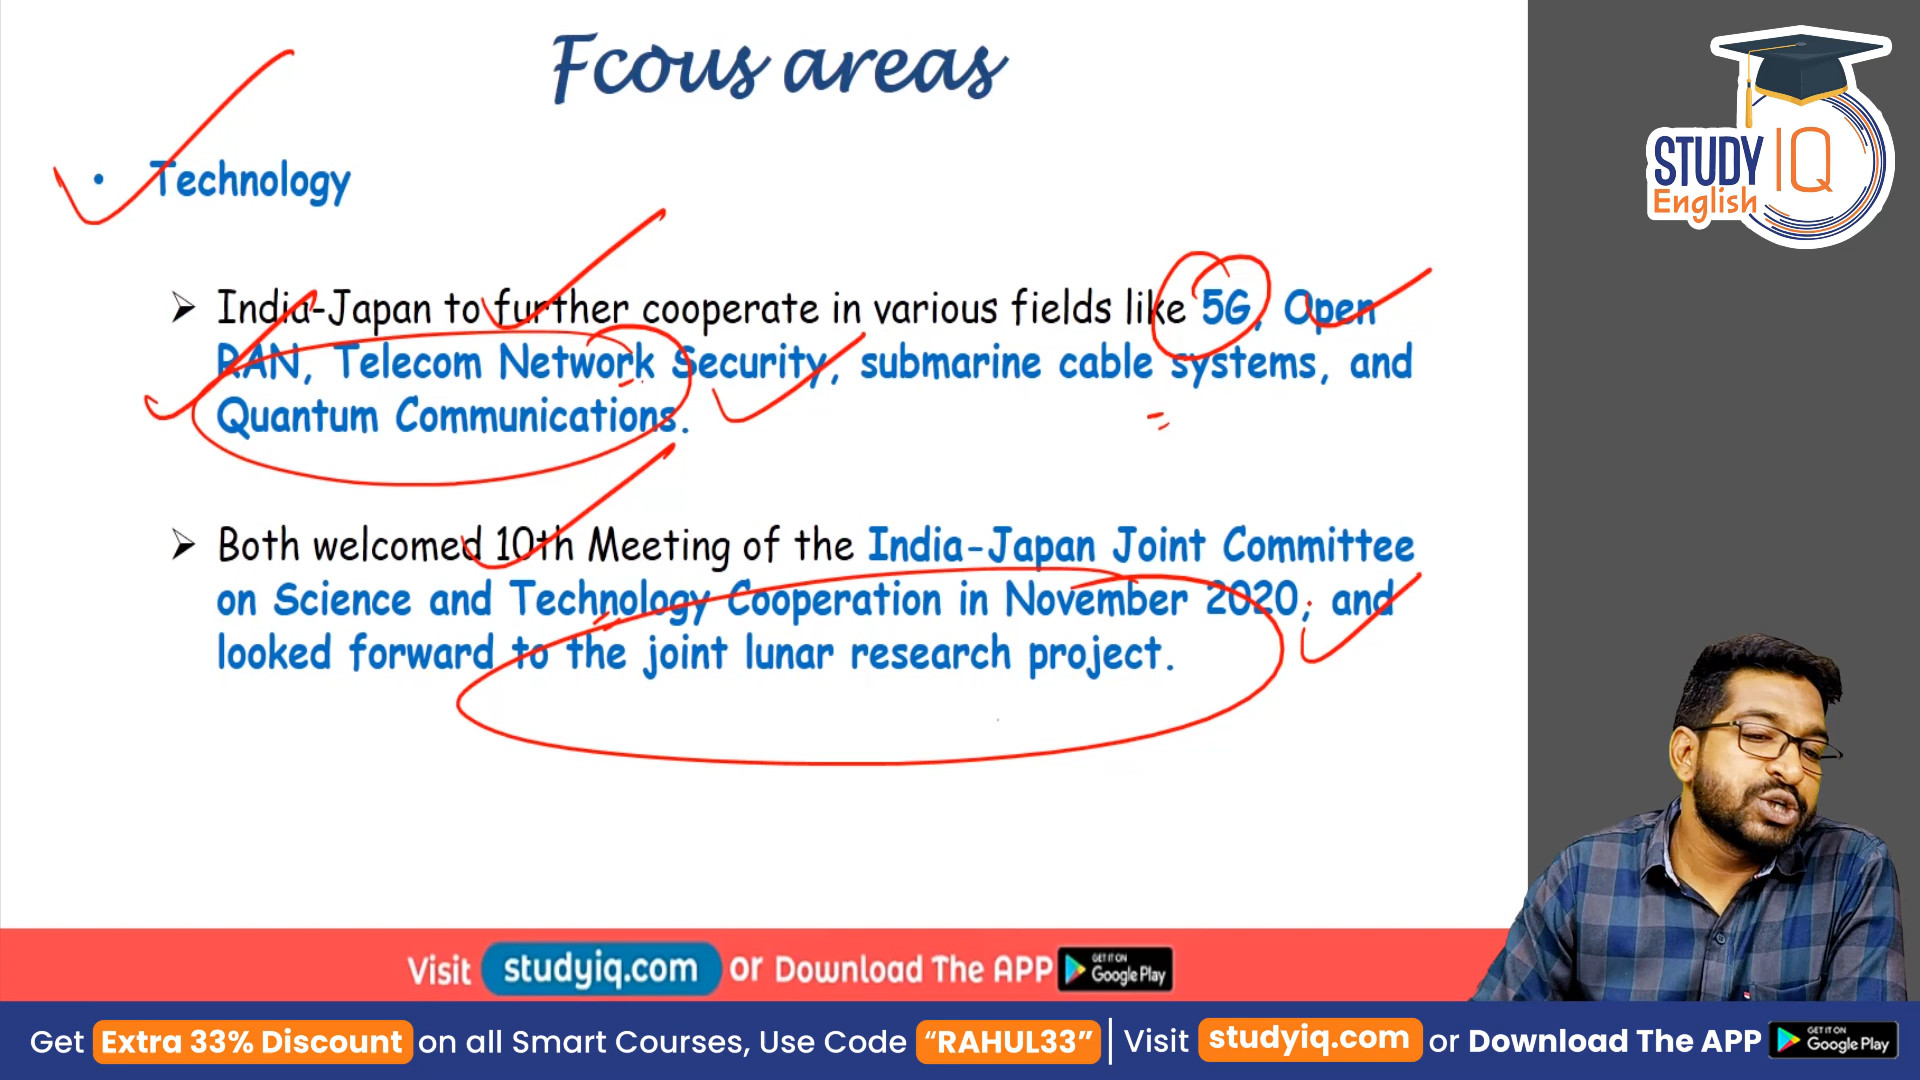 Fcous areas
STUDY IQ
English
• Technology
➢ India-Japan to further cooperate in various fields like 5G, Open
RAN, Telecom Network Security, submarine cable systems, and
Quantum Communications.
➢ Both welcomed 10th Meeting of the India-Japan Joint Committee
on Science and Technology Cooperation in November 2020; and
looked forward to the joint lunar research project.
Visit studyiq.com or Download The APP GET IT ON Google Play
Get Extra 33% Discount on all Smart Courses, Use Code “RAHUL33” | Visit studyiq.com or Download The APP GET IT ON Google Play